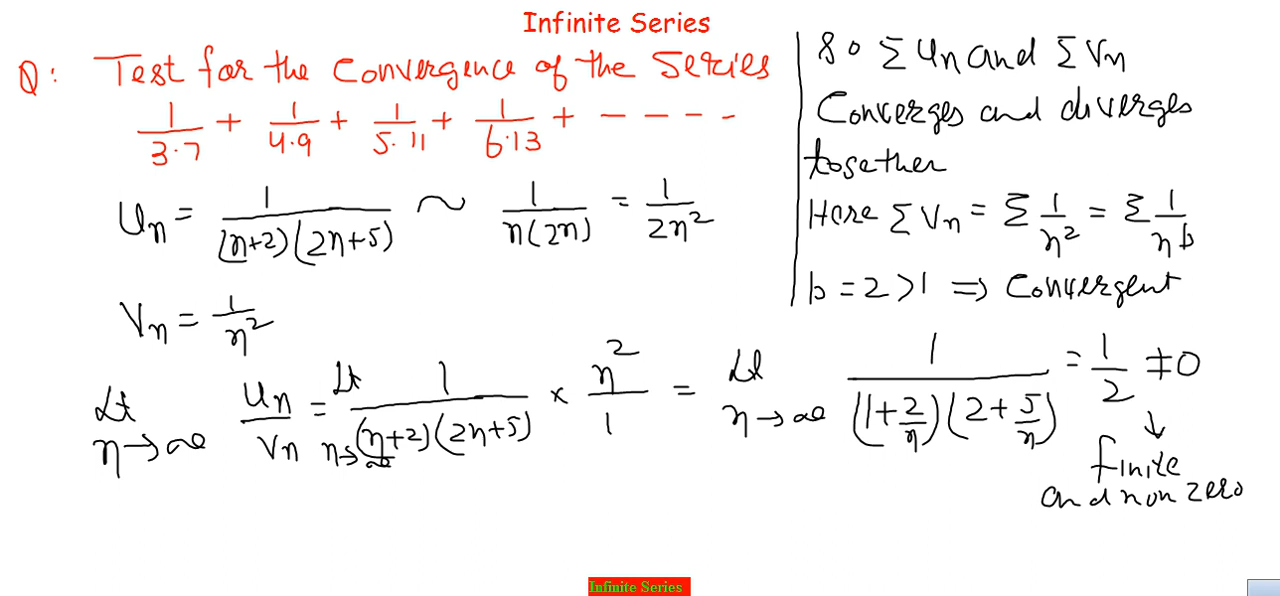 Infinite Series
Q: Test for the Convergence of the Series
1/3·7 + 1/4·9 + 1/5·11 + 1/6·13 + - - - -
Un = 1/(n+2)(2n+5) ~ 1/n(2n) = 1/2n²
Vn = 1/n²
Lt n→∞ Un/Vn = Lt n→∞ 1/(n+2)(2n+5) × n²/1 = Lt n→∞ 1/(1+2/n)(2+5/n) = 1/2 ≠0
↓
finite
and non zero
So Σ Un and Σ Vn
Converges and diverges
together
Here Σ Vn = Σ 1/n² = Σ 1/n^p
p = 2 >1 ⇒ Convergent
Infinite Series